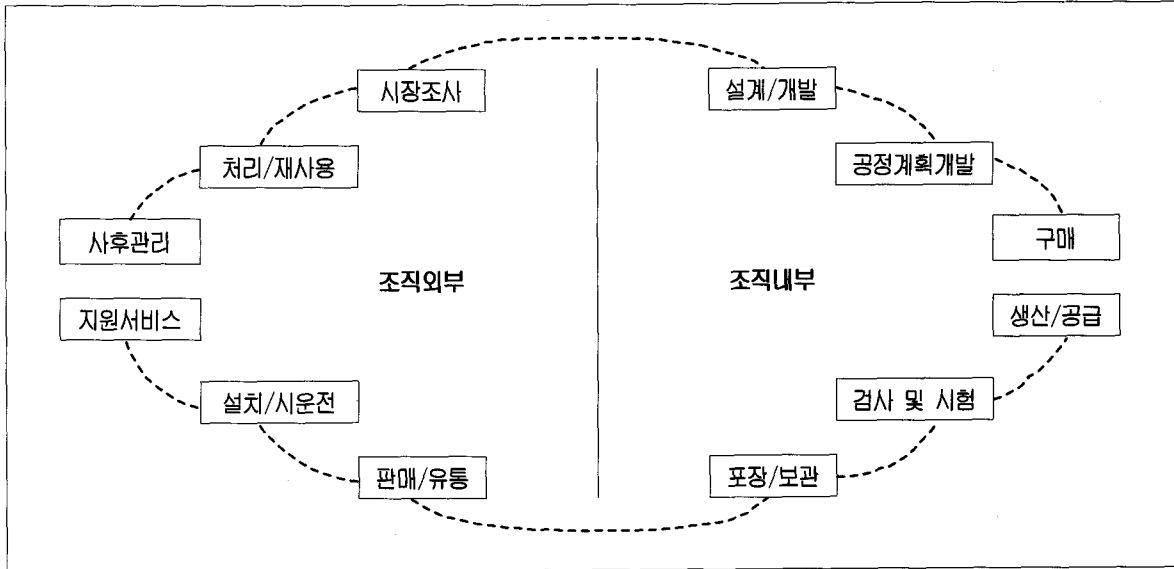 시장조사
설계/개발
처리/재사용
공정계획개발
사후관리
구매
조직외부
조직내부
지원서비스
생산/공급
설치/시운전
검사 및 시험
판매/유통
포장/보관